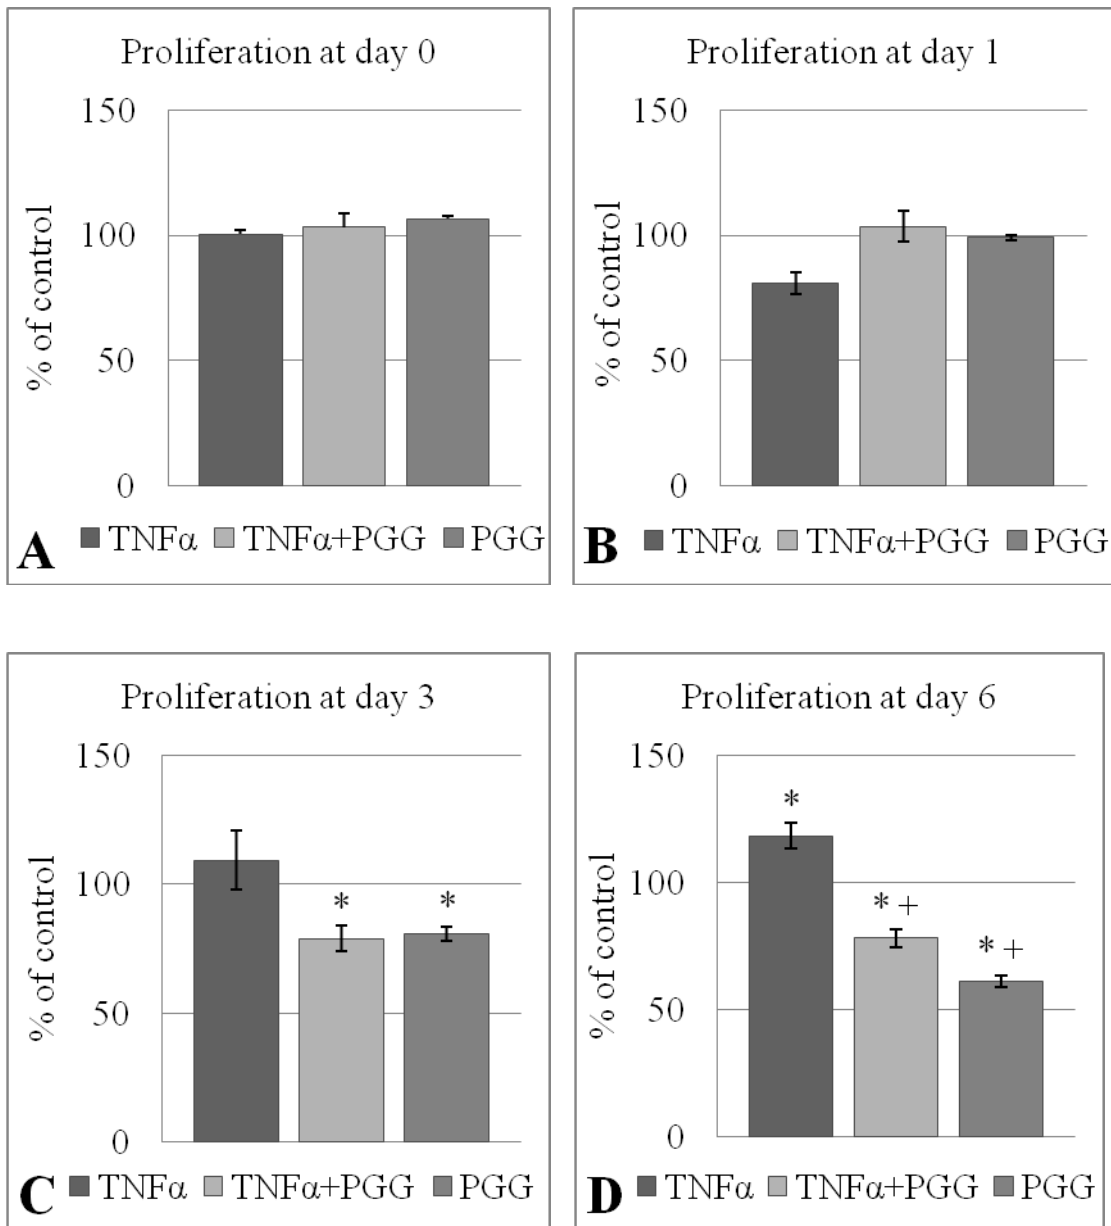 Proliferation at day 0
% of control
150
100
50
0
TNFα TNFα+PGG PGG
A
Proliferation at day 1
% of control
150
100
50
0
TNFα TNFα+PGG PGG
B
Proliferation at day 3
% of control
150
100
50
0
* *
TNFα TNFα+PGG PGG
C
Proliferation at day 6
% of control
150
100
50
0
*
* +
* +
TNFα TNFα+PGG PGG
D